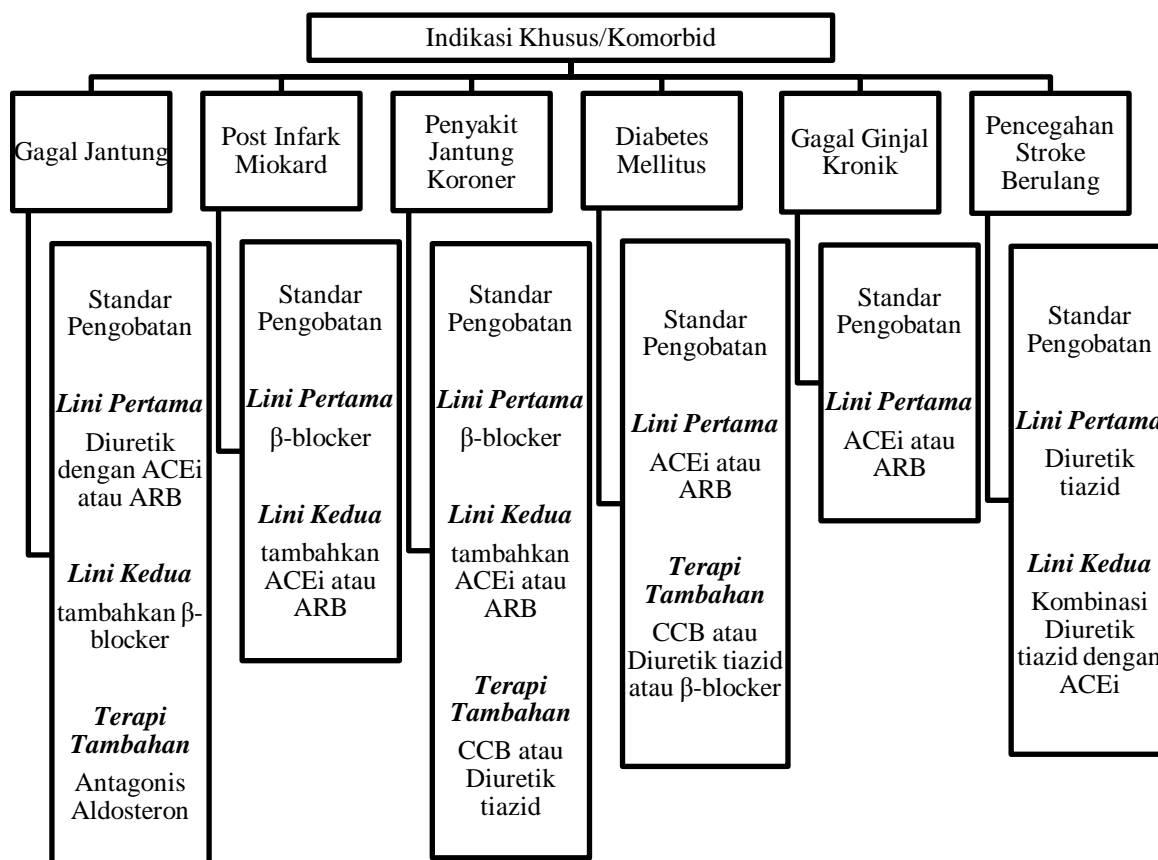 Indikasi Khusus/Komorbid
Gagal Jantung
Post Infark
Miokard
Penyakit
Jantung
Koroner
Diabetes
Mellitus
Gagal Ginjal
Kronik
Pencegahan
Stroke
Berulang
Standar
Pengobatan
Lini Pertama
Diuretik
dengan ACEi
atau ARB
Lini Kedua
tambahkan β-
blocker
Terapi
Tambahan
Antagonis
Aldosteron
Standar
Pengobatan
Lini Pertama
β-blocker
Lini Kedua
tambahkan
ACEi atau
ARB
Standar
Pengobatan
Lini Pertama
β-blocker
Lini Kedua
tambahkan
ACEi atau
ARB
Terapi
Tambahan
CCB atau
Diuretik
tiazid
Standar
Pengobatan
Lini Pertama
ACEi atau
ARB
Terapi
Tambahan
CCB atau
Diuretik tiazid
atau β-blocker
Standar
Pengobatan
Lini Pertama
ACEi atau
ARB
Standar
Pengobatan
Lini Pertama
Diuretik
tiazid
Lini Kedua
Kombinasi
Diuretik
tiazid dengan
ACEi